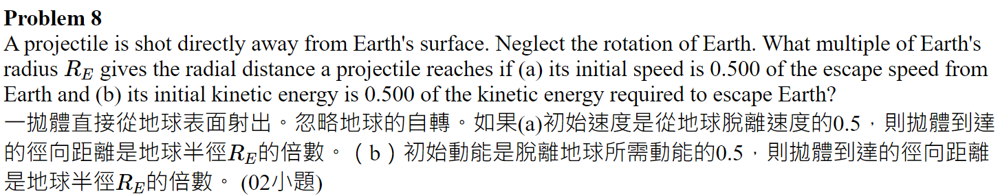 Problem 8
A projectile is shot directly away from Earth's surface. Neglect the rotation of Earth. What multiple of Earth's
radius R_E gives the radial distance a projectile reaches if (a) its initial speed is 0.500 of the escape speed from
Earth and (b) its initial kinetic energy is 0.500 of the kinetic energy required to escape Earth?
一拋體直接從地球表面射出。忽略地球的自轉。如果(a)初始速度是從地球脫離速度的0.5，則拋體到達
的徑向距離是地球半徑R_E的倍數。（b）初始動能是脫離地球所需動能的0.5，則拋體到達的徑向距離
是地球半徑R_E的倍數。 (02小題)